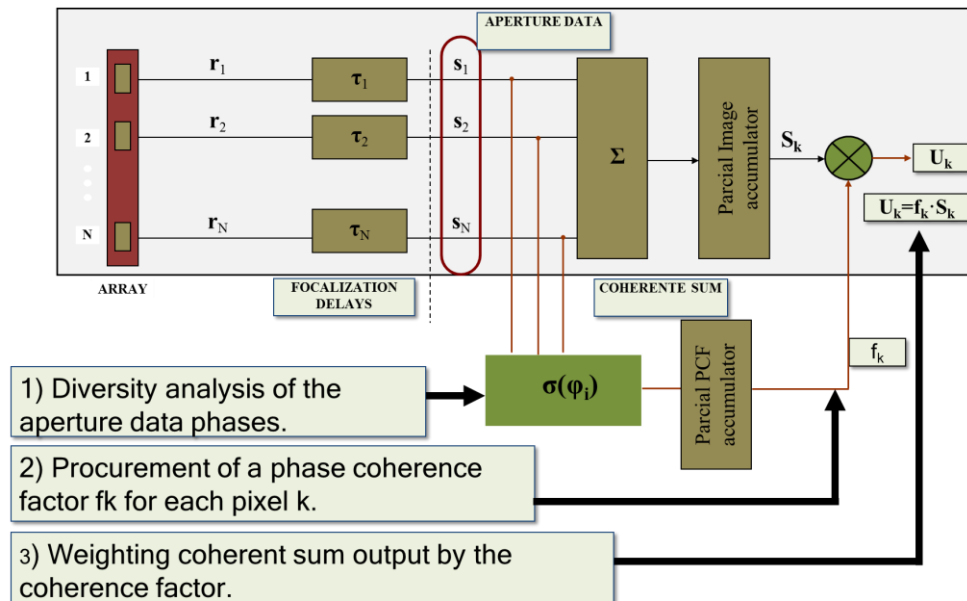 APERTURE DATA
1
r1
τ1
s1
2
r2
τ2
s2
Σ
Parcial Image
accumulator
Sk
Uk
Uk=fk·Sk
N
rN
τN
sN
ARRAY
FOCALIZATION
DELAYS
COHERENTE SUM
fk
σ(φi)
Parcial PCF
accumulator
1) Diversity analysis of the
aperture data phases.
2) Procurement of a phase coherence
factor fk for each pixel k.
3) Weighting coherent sum output by the
coherence factor.